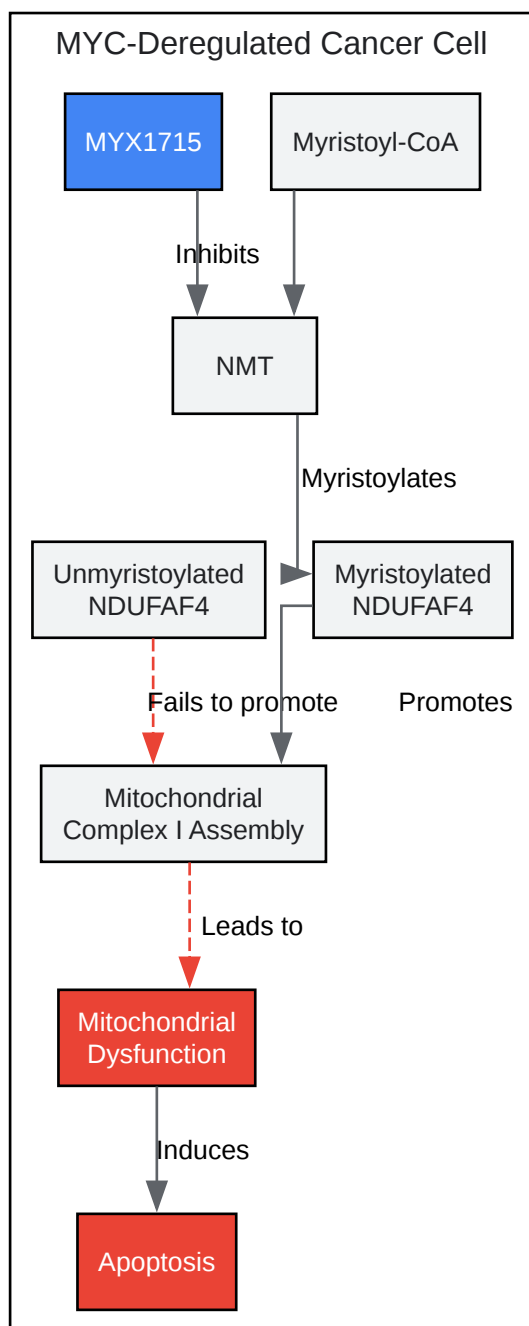 MYC-Deregulated Cancer Cell
MYX1715
Myristoyl-CoA
Inhibits
NMT
Myristoylates
Unmyristoylated
NDUFAF4
Myristoylated
NDUFAF4
Fails to promote
Promotes
Mitochondrial
Complex I Assembly
Leads to
Mitochondrial
Dysfunction
Induces
Apoptosis